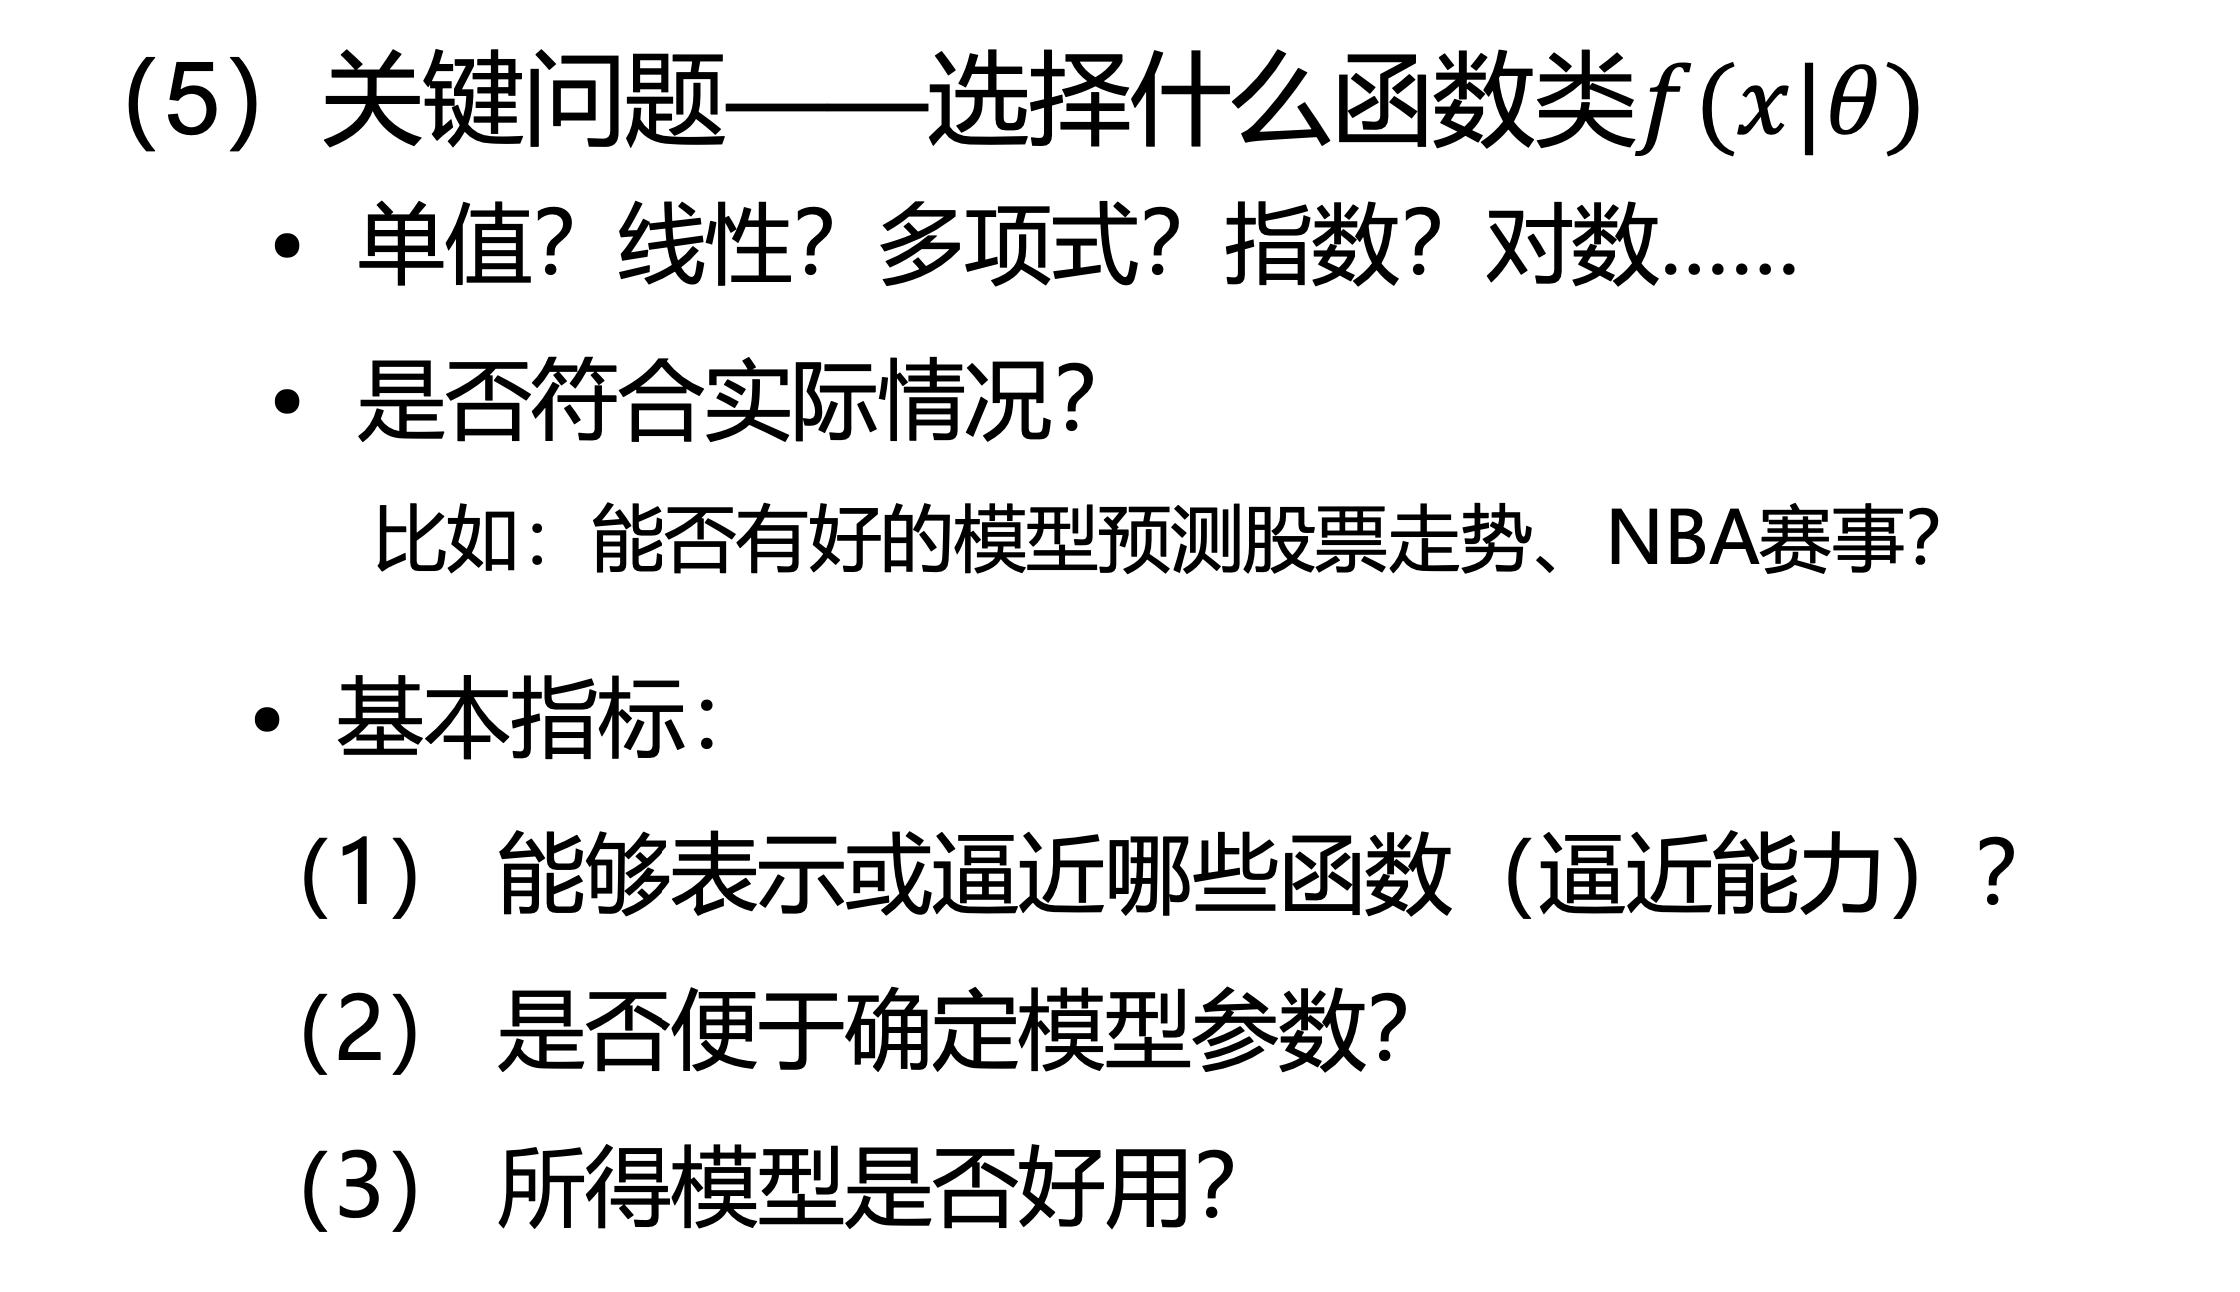 （5）关键问题——选择什么函数类f(x|θ)
• 单值？线性？多项式？指数？对数……
• 是否符合实际情况？
比如：能否有好的模型预测股票走势、NBA赛事？
• 基本指标：
（1） 能够表示或逼近哪些函数（逼近能力）？
（2） 是否便于确定模型参数？
（3） 所得模型是否好用？